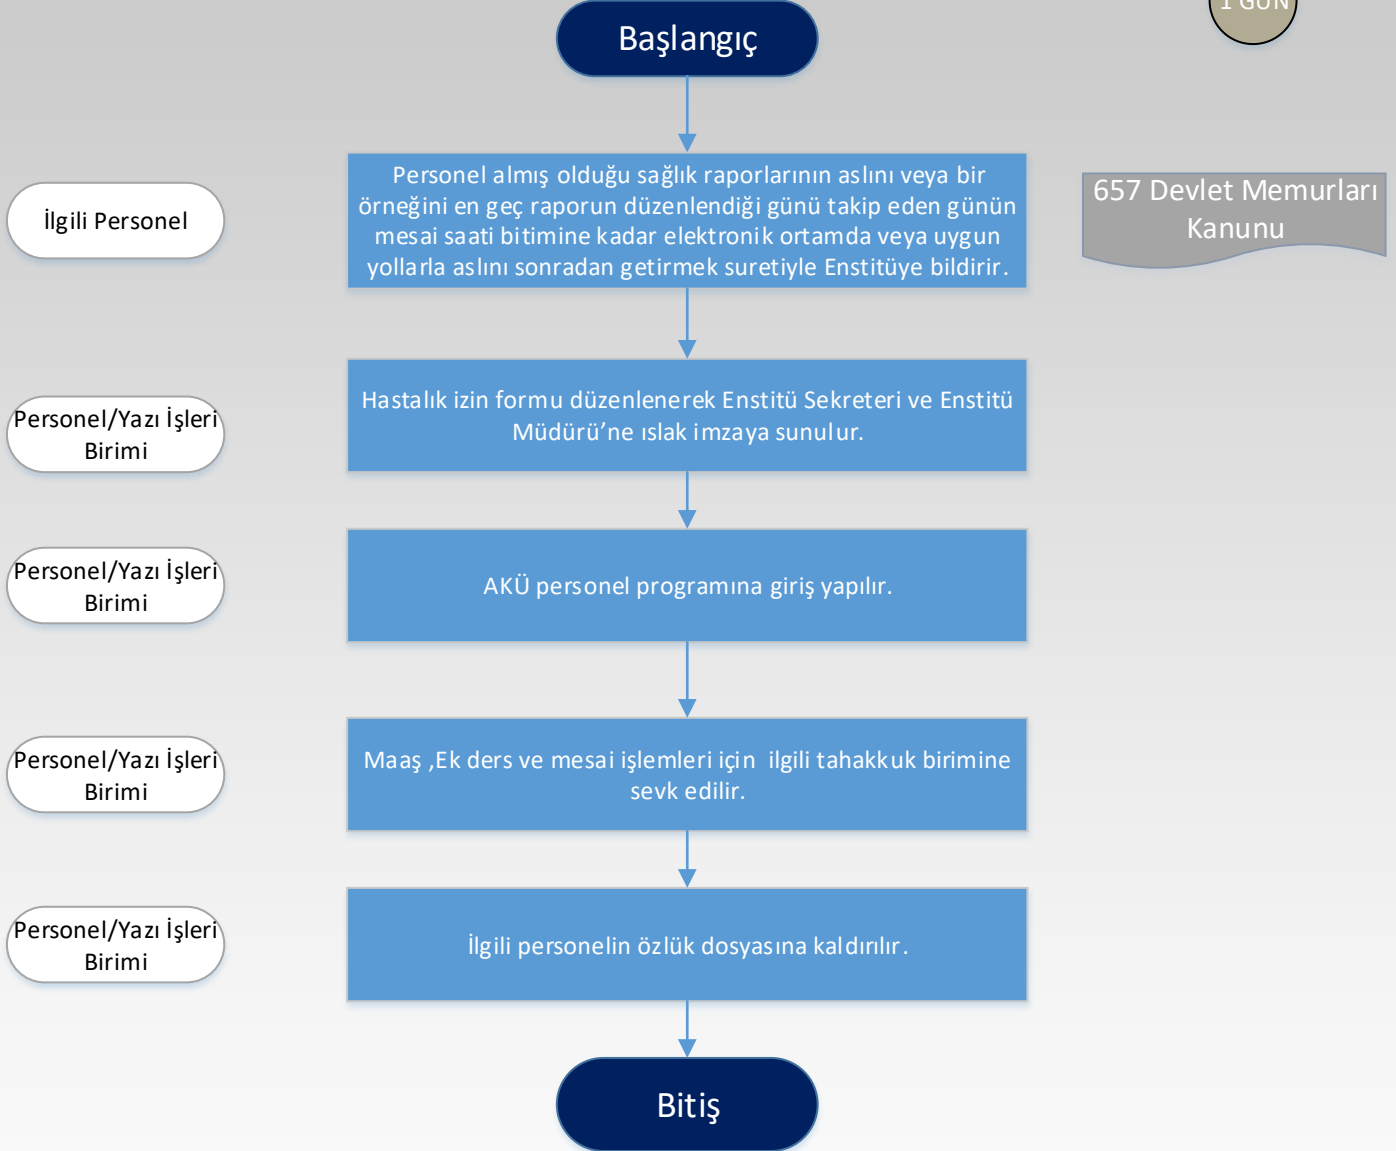 1 GÜN
Başlangıç
İlgili Personel
Personel almış olduğu sağlık raporlarının aslını veya bir
örneğini en geç raporun düzenlendiği günü takip eden günün
mesai saati bitimine kadar elektronik ortamda veya uygun
yollarla aslını sonradan getirmek suretiyle Enstitüye bildirir.
657 Devlet Memurları
Kanunu
Personel/Yazı İşleri
Birimi
Hastalık izin formu düzenlenerek Enstitü Sekreteri ve Enstitü
Müdürü’ne ıslak imzaya sunulur.
Personel/Yazı İşleri
Birimi
AKÜ personel programına giriş yapılır.
Personel/Yazı İşleri
Birimi
Maaş ,Ek ders ve mesai işlemleri için  ilgili tahakkuk birimine
sevk edilir.
Personel/Yazı İşleri
Birimi
İlgili personelin özlük dosyasına kaldırılır.
Bitiş